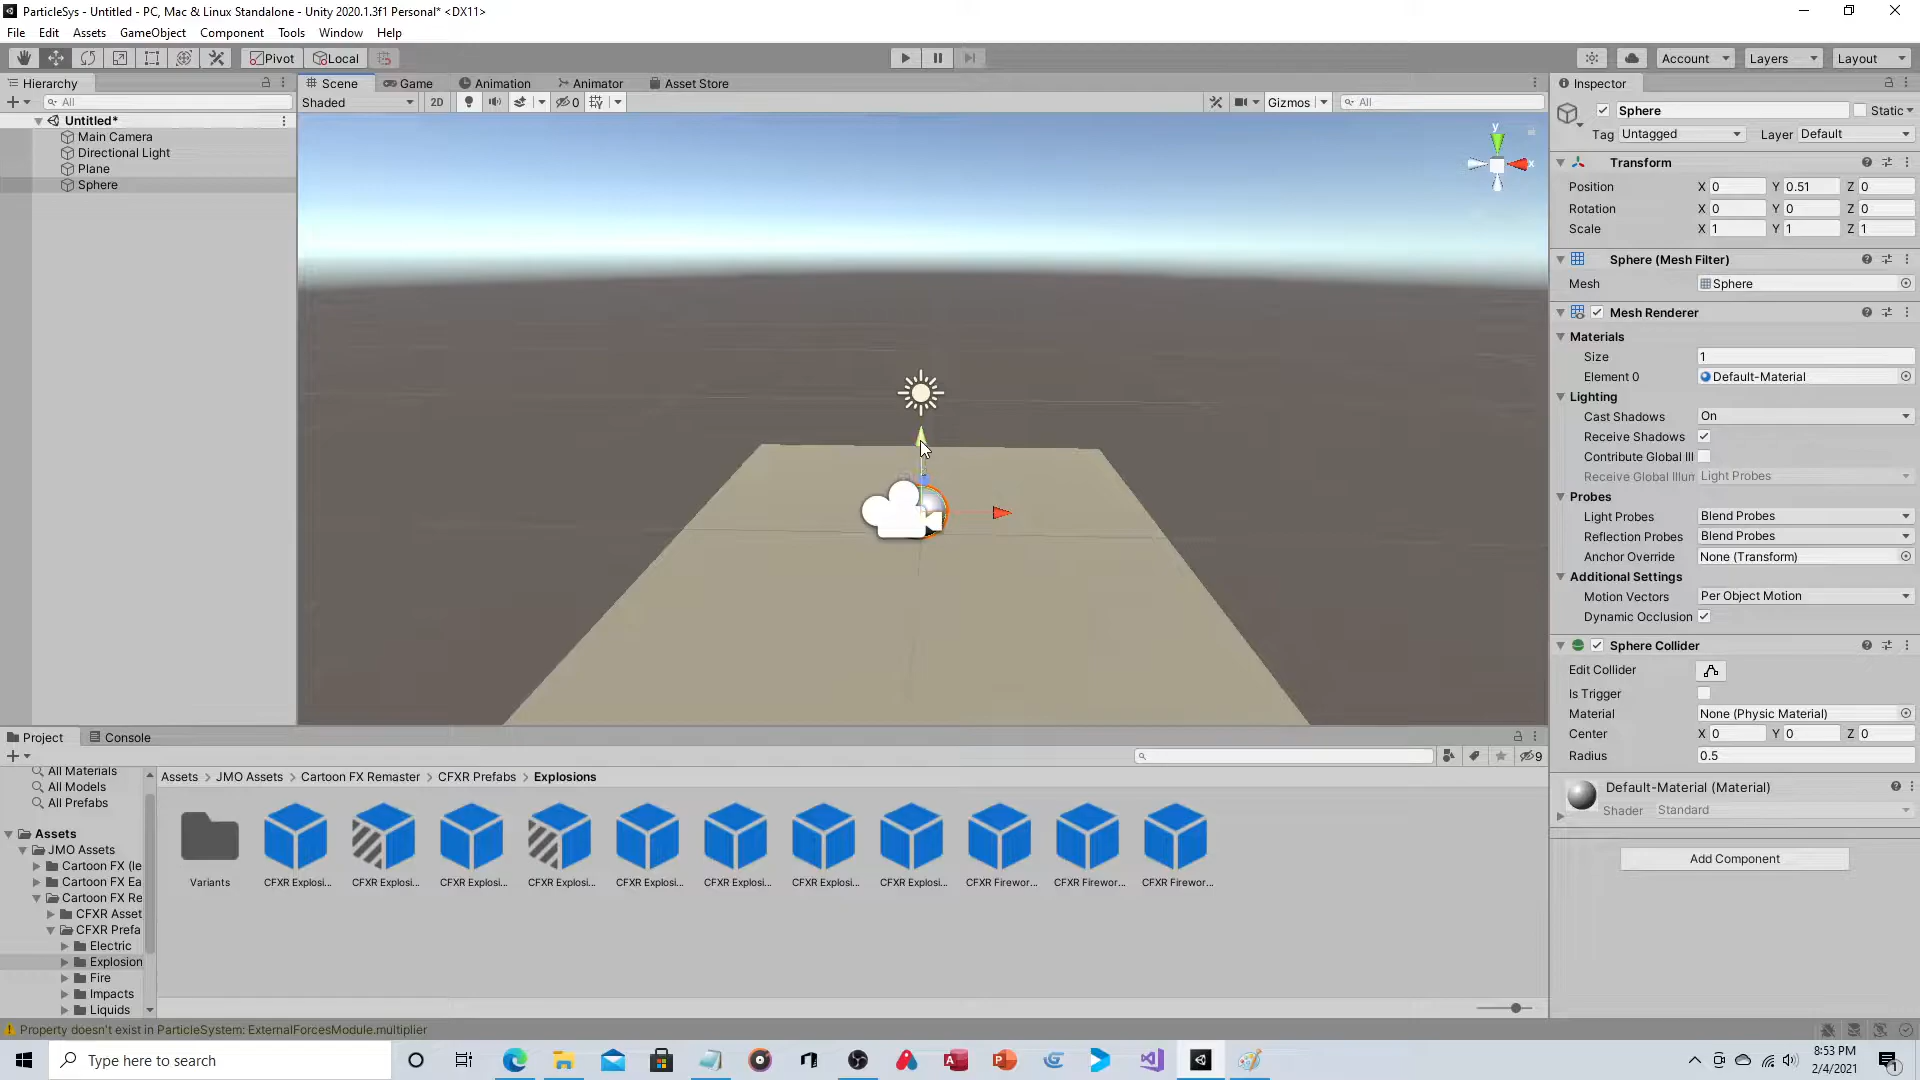 ParticleSys - Untitled - PC, Mac & Linux Standalone - Unity 2020.1.3f1 Personal* <DX11>
File Edit Assets GameObject Component Tools Window Help
Pivot Local Account Layers Layout
Hierarchy
All
Untitled*
Main Camera
Directional Light
Plane
Sphere
Scene Game Animation Animator Asset Store
Shaded 2D 0 Gizmos All
y
x
Inspector
Sphere Static
Tag Untagged Layer Default
Transform
Position X 0 Y 0.51 Z 0
Rotation X 0 Y 0 Z 0
Scale X 1 Y 1 Z 1
Sphere (Mesh Filter)
Mesh Sphere
Mesh Renderer
Materials
Size 1
Element 0 Default-Material
Lighting
Cast Shadows On
Receive Shadows
Contribute Global Ill
Receive Global Illum Light Probes
Probes
Light Probes Blend Probes
Reflection Probes Blend Probes
Anchor Override None (Transform)
Additional Settings
Motion Vectors Per Object Motion
Dynamic Occlusion
Sphere Collider
Edit Collider
Is Trigger
Material None (Physic Material)
Center X 0 Y 0 Z 0
Radius 0.5
Default-Material (Material)
Shader Standard
Add Component
Project Console
9
All Materials
All Models
All Prefabs
Assets
JMO Assets
Cartoon FX (le
Cartoon FX Ea
Cartoon FX Re
CFXR Asset
CFXR Prefa
Electric
Explosion
Fire
Impacts
Liquids
Assets > JMO Assets > Cartoon FX Remaster > CFXR Prefabs > Explosions
Variants CFXR Explosi... CFXR Explosi... CFXR Explosi... CFXR Explosi... CFXR Explosi... CFXR Explosi... CFXR Explosi... CFXR Explosi... CFXR Firewor... CFXR Firewor... CFXR Firewor...
Property doesn't exist in ParticleSystem: ExternalForcesModule.multiplier
Type here to search
8:53 PM
2/4/2021
1